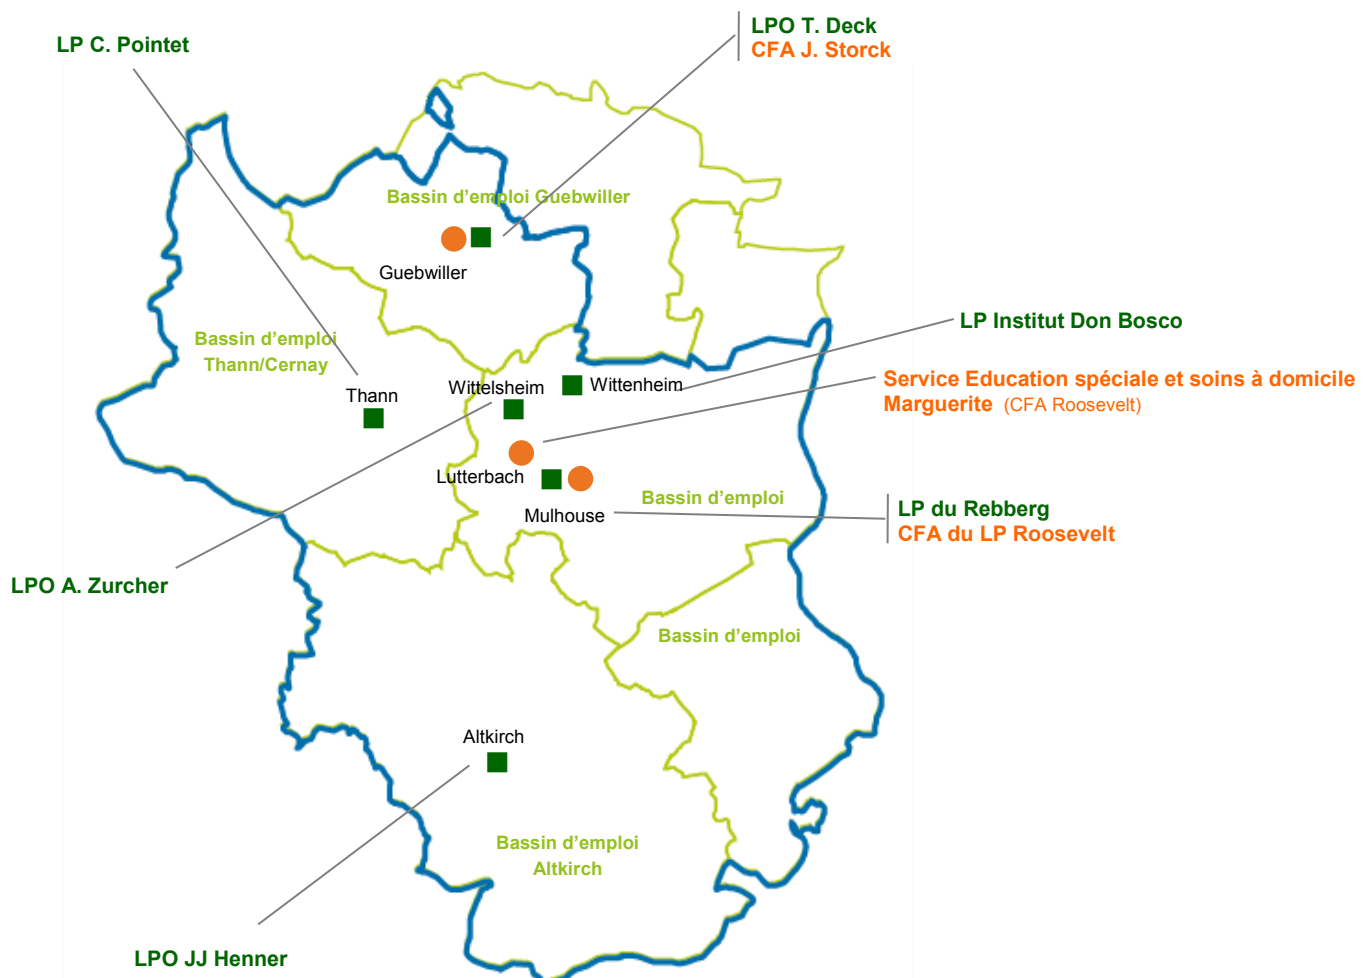 LPO T. Deck
CFA J. Storck
LP C. Pointet
Bassin d'emploi Guebwiller
Guebwiller
LP Institut Don Bosco
Bassin d'emploi
Thann/Cernay
Wittelsheim
Wittenheim
Thann
Service Education spéciale et soins à domicile
Marguerite (CFA Roosevelt)
Lutterbach
Bassin d'emploi
Mulhouse
LP du Rebberg
CFA du LP Roosevelt
LPO A. Zurcher
Bassin d'emploi
Altkirch
Bassin d'emploi
Altkirch
LPO JJ Henner